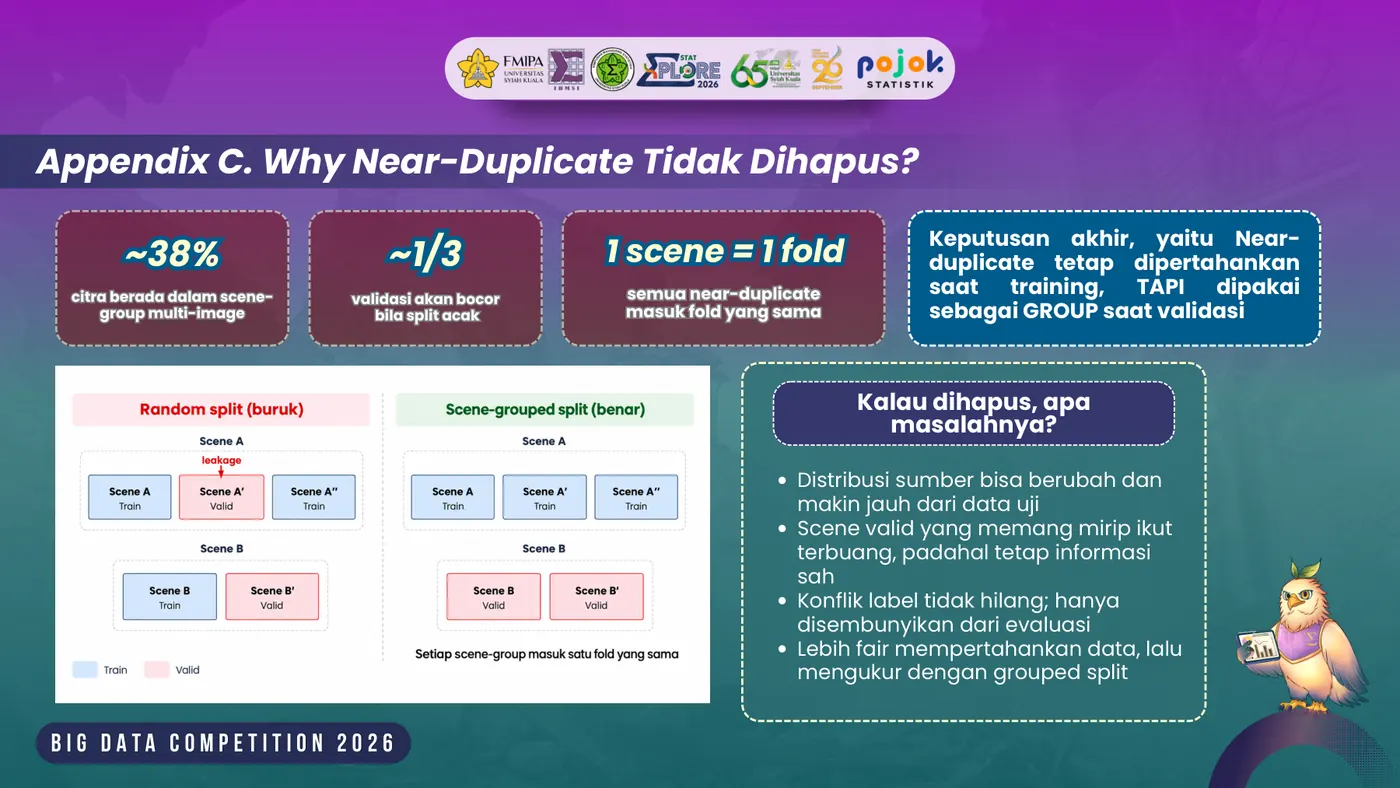 FMIPA
UNIVERSITAS
SYIAH KUALA
STAT
XPLORE
2026
65
Universitas
Syiah Kuala
26
SEPTEMBER
pojok
STATISTIK
Appendix C. Why Near-Duplicate Tidak Dihapus?
~38%
citra berada dalam scene-
group multi-image
~1/3
validasi akan bocor
bila split acak
1 scene = 1 fold
semua near-duplicate
masuk fold yang sama
Keputusan akhir, yaitu Near-
duplicate tetap dipertahankan
saat training, TAPI dipakai
sebagai GROUP saat validasi
Random split (buruk)
Scene A
leakage
Scene A
Train
Scene A′
Valid
Scene A′′
Train
Scene B
Scene B
Train
Scene B′
Valid
Train
Valid
Scene-grouped split (benar)
Scene A
Scene A
Train
Scene A′
Train
Scene A′′
Train
Scene B
Scene B
Valid
Scene B′
Valid
Setiap scene-group masuk satu fold yang sama
Kalau dihapus, apa
masalahnya?
• Distribusi sumber bisa berubah dan
makin jauh dari data uji
• Scene valid yang memang mirip ikut
terbuang, padahal tetap informasi
sah
• Konflik label tidak hilang; hanya
disembunyikan dari evaluasi
• Lebih fair mempertahankan data, lalu
mengukur dengan grouped split
BIG DATA COMPETITION 2026